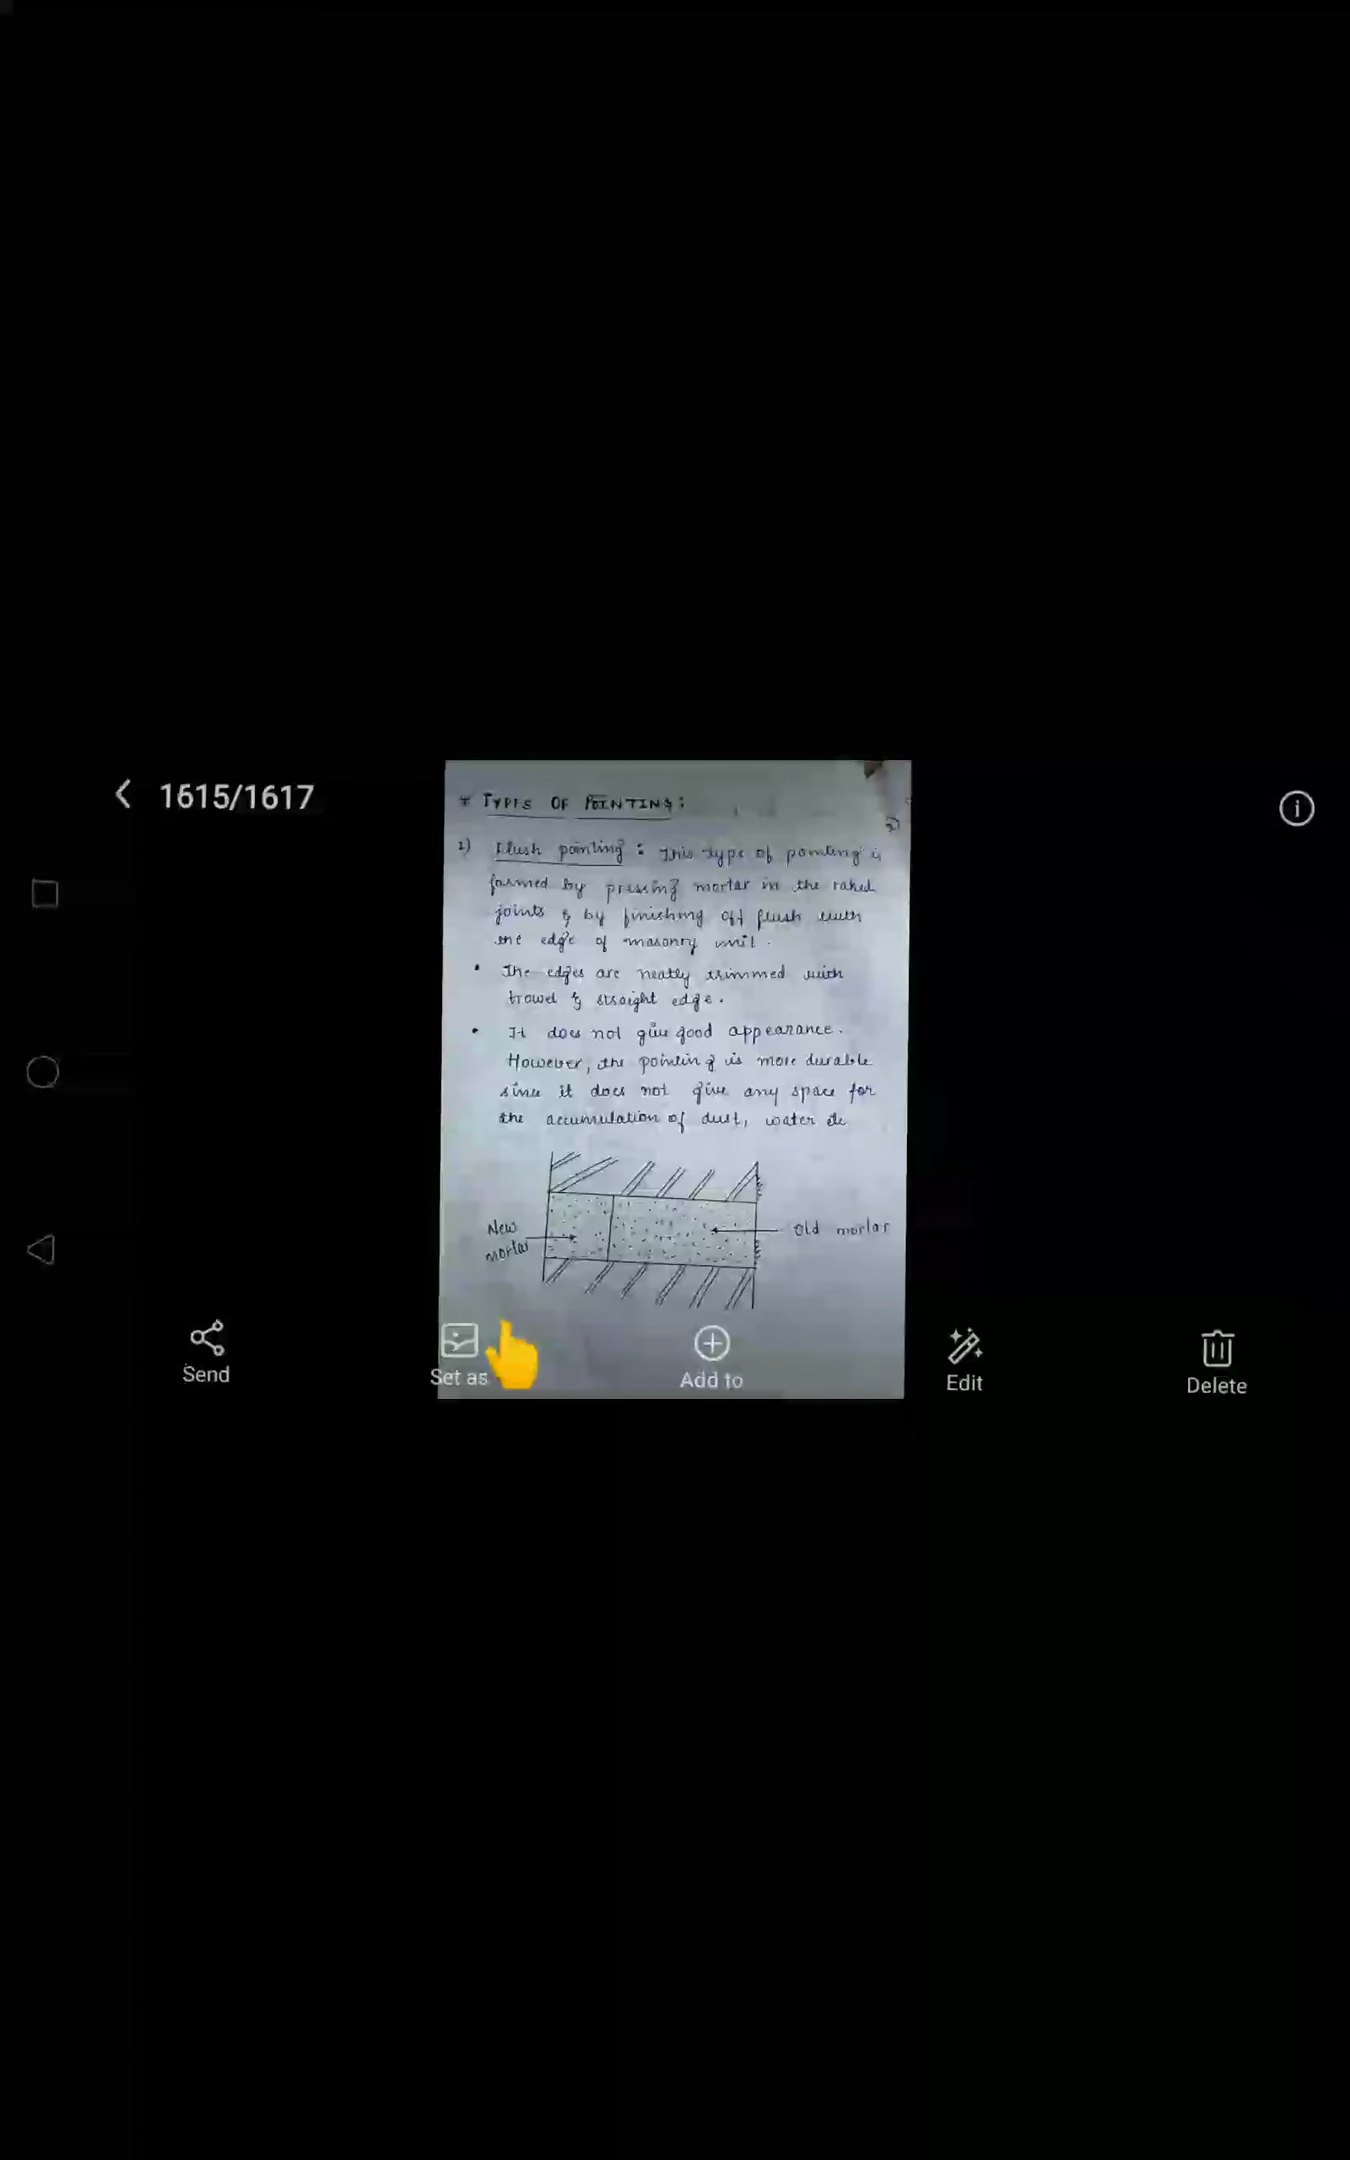 1615/1617
* TYPES OF POINTING:
2)
1) Flush pointing : This type of pointing is
formed by pressing mortar in the raked
joints & by finishing off flush with
the edge of masonry unit.
• The edges are neatly trimmed with
trowel & straight edge.
• It does not give good appearance.
However, the pointing is more durable
since it does not give any space for
the accumulation of dust, water etc
New
mortar
Old mortar
Send
Set as
Add to
Edit
Delete